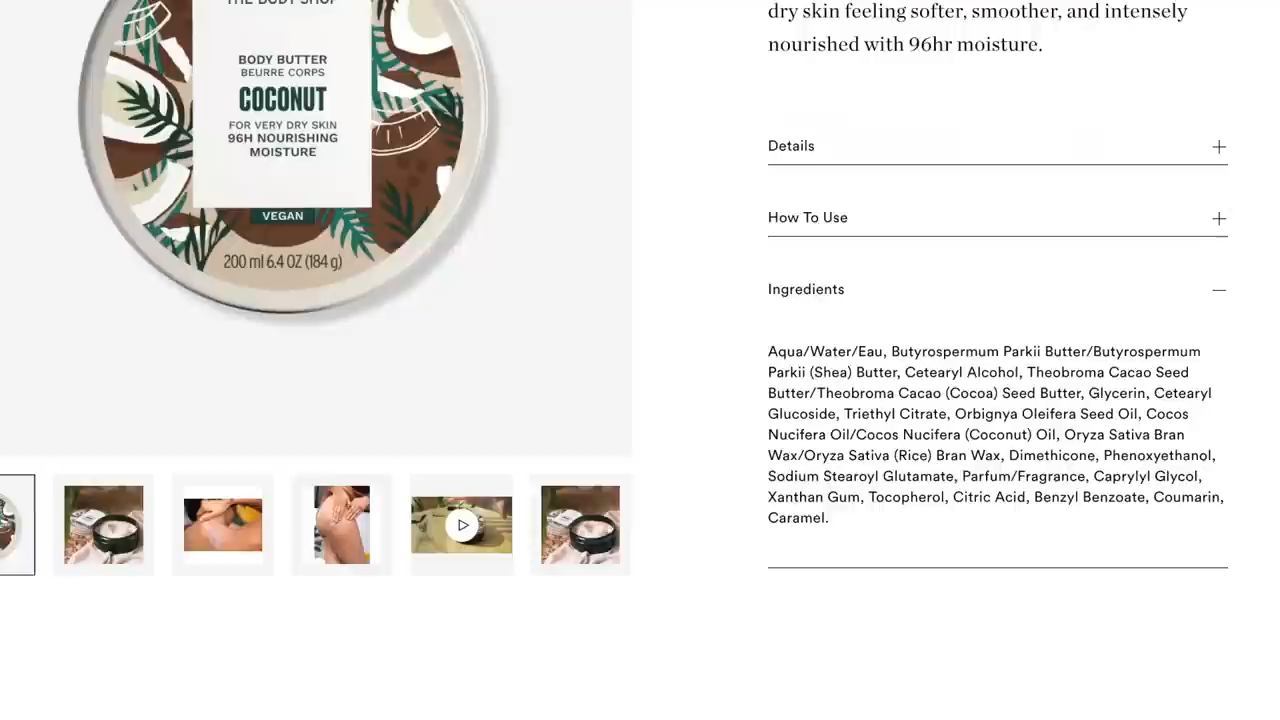 THE BODY SHOP
BODY BUTTER
BEURRE CORPS
COCONUT
FOR VERY DRY SKIN
96H NOURISHING
MOISTURE
VEGAN
200 ml 6.4 OZ (184 g)
dry skin feeling softer, smoother, and intensely
nourished with 96hr moisture.
Details
How To Use
Ingredients
Aqua/Water/Eau, Butyrospermum Parkii Butter/Butyrospermum
Parkii (Shea) Butter, Cetearyl Alcohol, Theobroma Cacao Seed
Butter/Theobroma Cacao (Cocoa) Seed Butter, Glycerin, Cetearyl
Glucoside, Triethyl Citrate, Orbignya Oleifera Seed Oil, Cocos
Nucifera Oil/Cocos Nucifera (Coconut) Oil, Oryza Sativa Bran
Wax/Oryza Sativa (Rice) Bran Wax, Dimethicone, Phenoxyethanol,
Sodium Stearoyl Glutamate, Parfum/Fragrance, Caprylyl Glycol,
Xanthan Gum, Tocopherol, Citric Acid, Benzyl Benzoate, Coumarin,
Caramel.